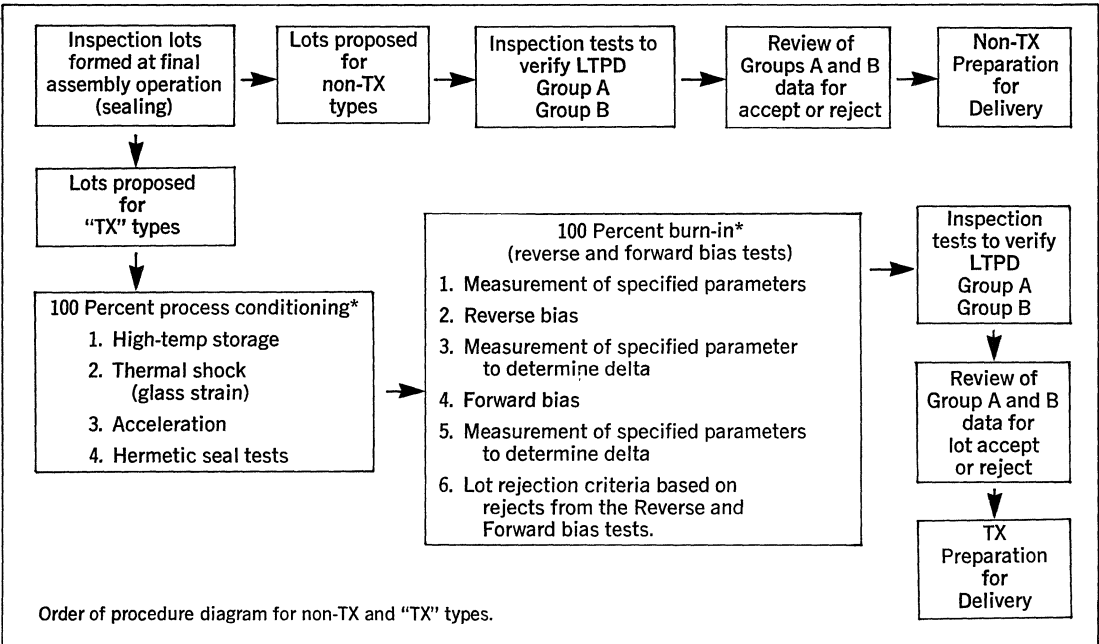 Inspection lots
formed at final
assembly operation
(sealing)
Lots proposed
for
non-TX
types
Inspection tests to
verify LTPD
Group A
Group B
Review of
Groups A and B
data for
accept or reject
Non-TX
Preparation
for
Delivery
Lots proposed
for
“TX” types
100 Percent process conditioning*
1. High-temp storage
2. Thermal shock
(glass strain)
3. Acceleration
4. Hermetic seal tests
100 Percent burn-in*
(reverse and forward bias tests)
1. Measurement of specified parameters
2. Reverse bias
3. Measurement of specified parameter
to determine delta
4. Forward bias
5. Measurement of specified parameters
to determine delta
6. Lot rejection criteria based on
rejects from the Reverse and
Forward bias tests.
Inspection
tests to verify
LTPD
Group A
Group B
Review of
Group A and B
data for
lot accept
or reject
TX
Preparation
for
Delivery
Order of procedure diagram for non-TX and “TX” types.